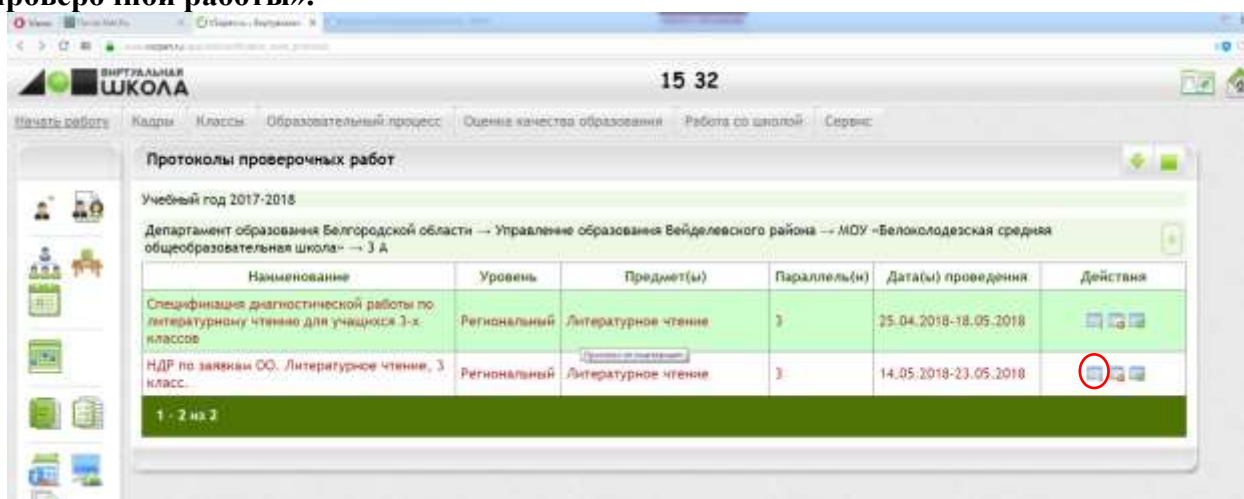 проверочной работы».
ВИРТУАЛЬНАЯ
ШКОЛА
15 32
Начать работу Кадры Классы Образовательный процесс Оценка качества образования Работа со школой Сервис
Протоколы проверочных работ
Учебный год 2017-2018
Департамент образования Белгородской области → Управление образования Вейделевского района → МОУ «Белоколодезская средняя
общеобразовательная школа» → 3 А
Наименование Уровень Предмет(ы) Параллель(и) Дата(ы) проведения Действия
Спецификация диагностической работы по
литературному чтению для учащихся 3-х
классов
Региональный Литературное чтение 3 25.04.2018-18.05.2018
НДР по заявкам ОО. Литературное чтение, 3
класс.
Региональный Литературное чтение 3 14.05.2018-23.05.2018
1 - 2 из 2